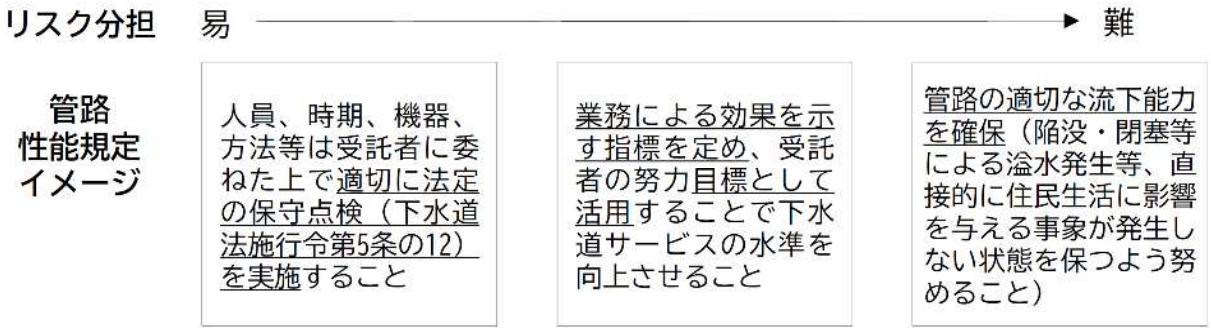 リスク分担 易 難
管路
性能規定
イメージ
人員、時期、機器、
方法等は受託者に委
ねた上で適切に法定
の保守点検（下水道
法施行令第5条の12）
を実施すること
業務による効果を示
す指標を定め、受託
者の努力目標として
活用することで下水
道サービスの水準を
向上させること
管路の適切な流下能力
を確保（陥没・閉塞等
による溢水発生等、直
接的に住民生活に影響
を与える事象が発生し
ない状態を保つよう努
めること）